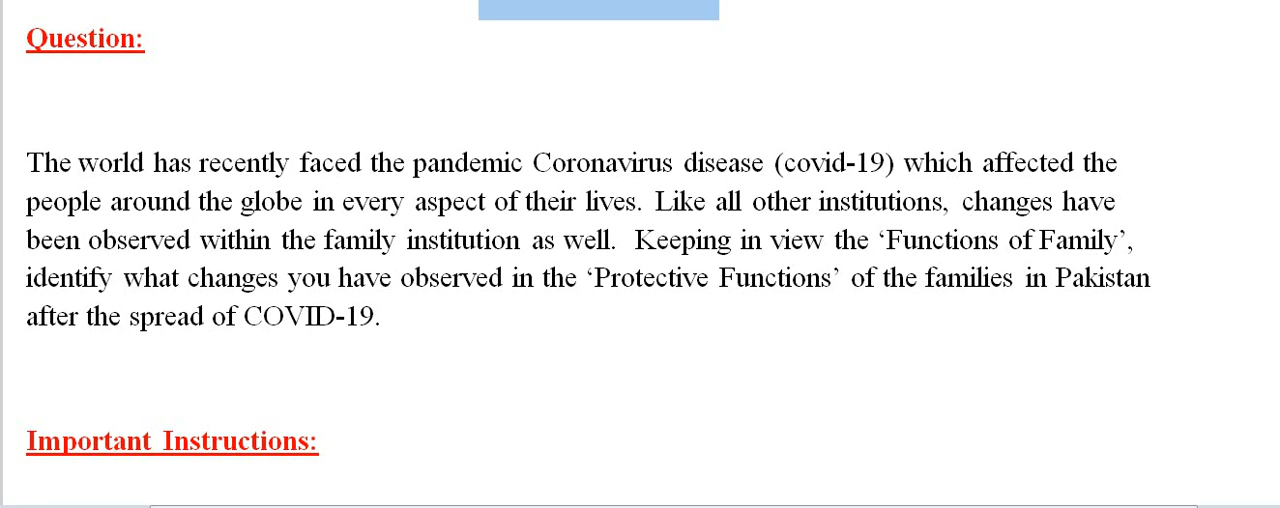 Question:
The world has recently faced the pandemic Coronavirus disease (covid-19) which affected the
people around the globe in every aspect of their lives. Like all other institutions, changes have
been observed within the family institution as well. Keeping in view the ‘Functions of Family’,
identify what changes you have observed in the ‘Protective Functions’ of the families in Pakistan
after the spread of COVID-19.
Important Instructions: